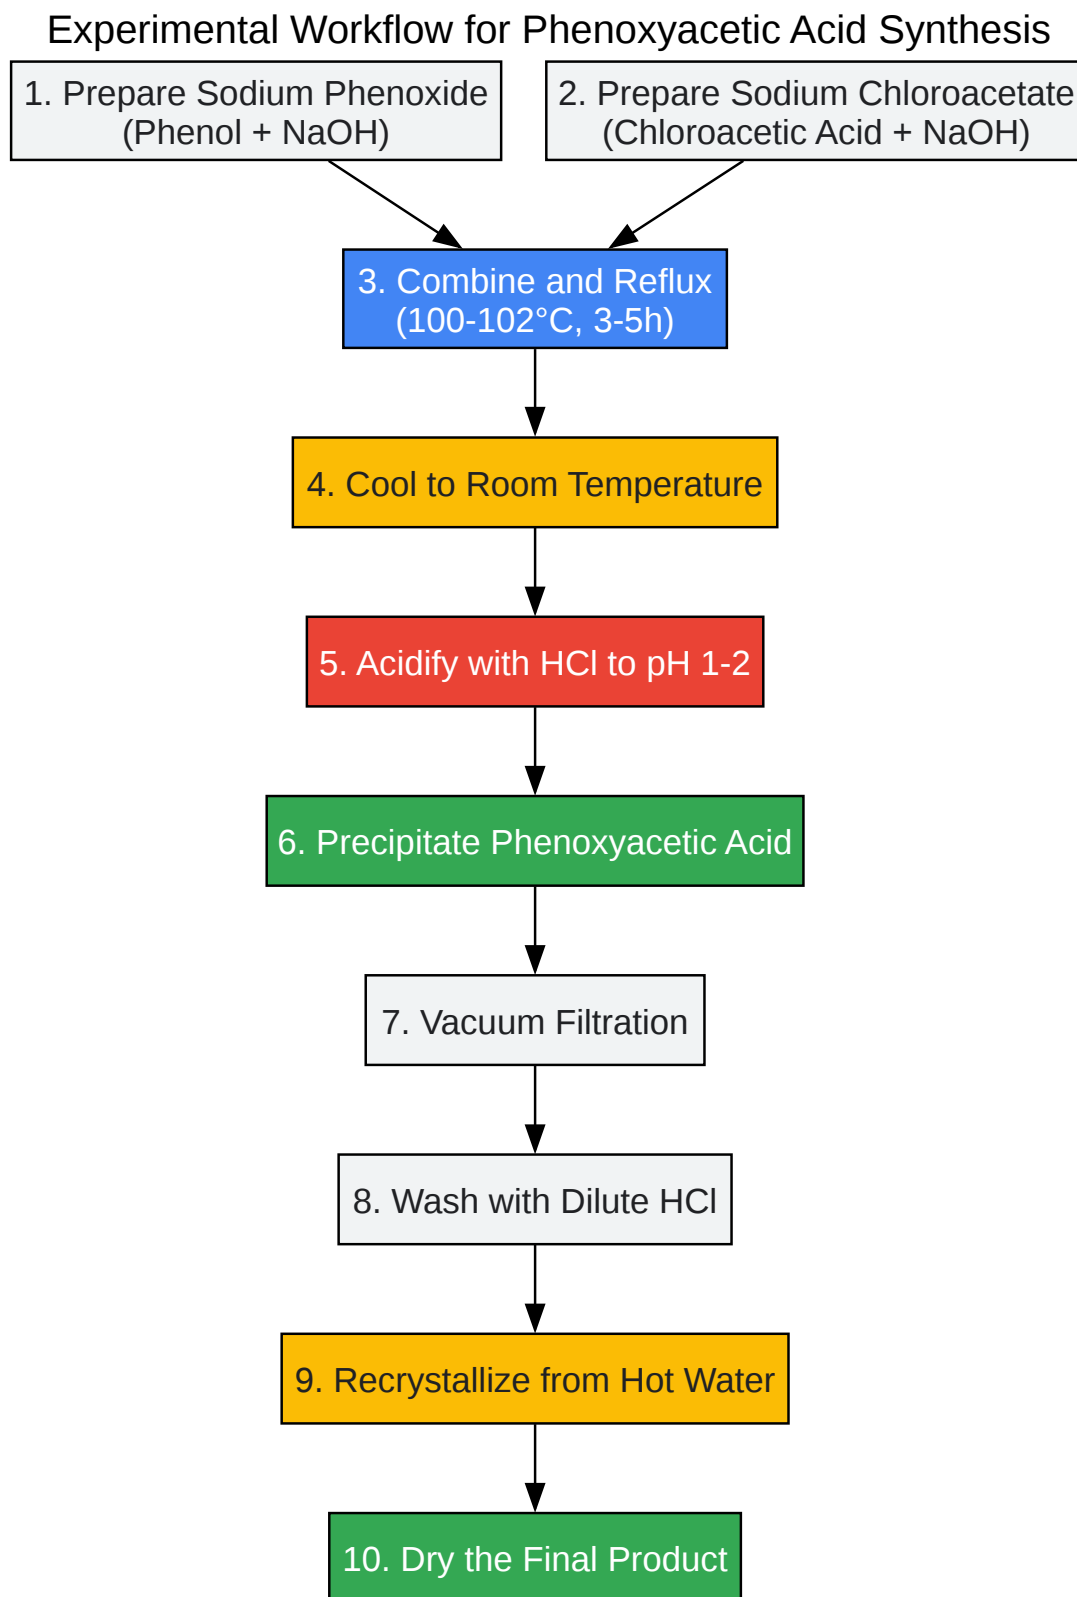 Experimental Workflow for Phenoxyacetic Acid Synthesis
1. Prepare Sodium Phenoxide
(Phenol + NaOH)
2. Prepare Sodium Chloroacetate
(Chloroacetic Acid + NaOH)
3. Combine and Reflux
(100-102°C, 3-5h)
4. Cool to Room Temperature
5. Acidify with HCl to pH 1-2
6. Precipitate Phenoxyacetic Acid
7. Vacuum Filtration
8. Wash with Dilute HCl
9. Recrystallize from Hot Water
10. Dry the Final Product